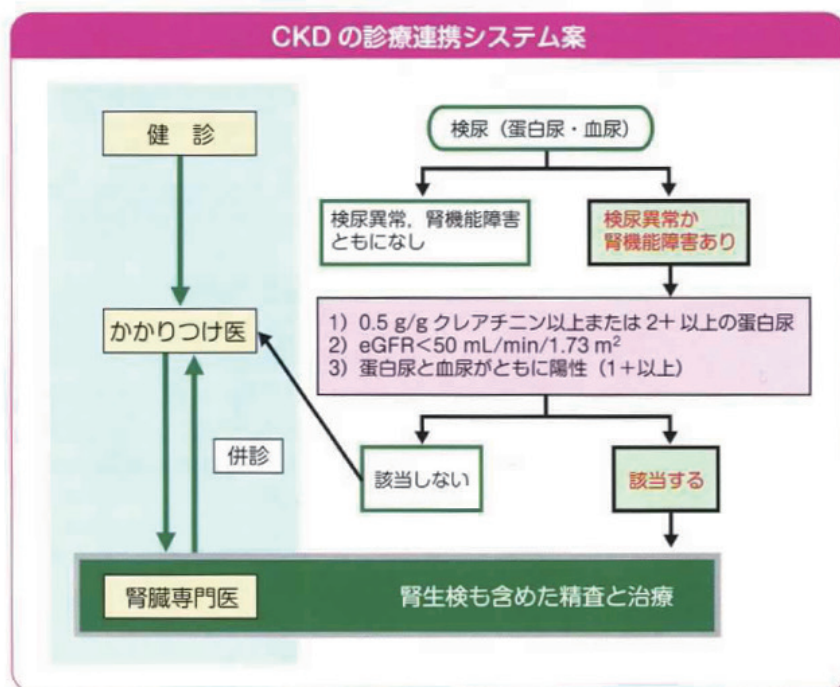 CKD の診療連携システム案
健　診
検尿（蛋白尿・血尿）
検尿異常，腎機能障害
ともになし
検尿異常か
腎機能障害あり
かかりつけ医
1）0.5 g/g クレアチニン以上または 2+ 以上の蛋白尿
2）eGFR<50 mL/min/1.73 m²
3）蛋白尿と血尿がともに陽性（1+以上）
併診
該当しない
該当する
腎臓専門医
腎生検も含めた精査と治療